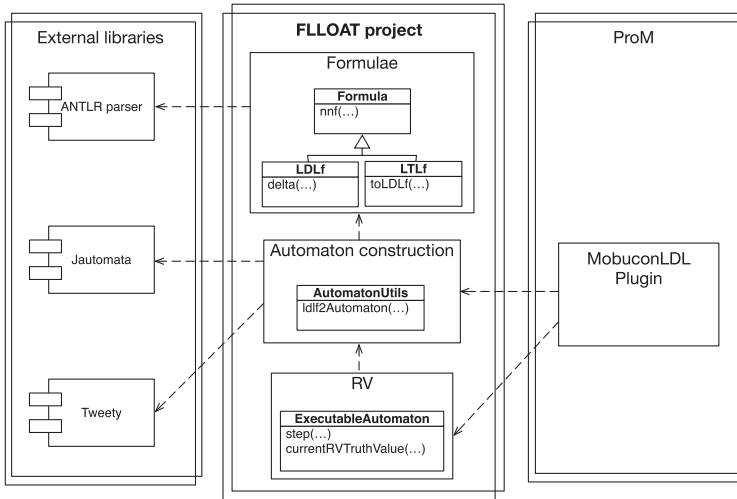 External libraries
ANTLR parser
Jautomata
Tweety
FLLOAT project
Formulae
Formula
nnf(...)
LDLf
delta(...)
LTLf
toLDLf(...)
Automaton construction
AutomatonUtils
ldlf2Automaton(...)
RV
ExecutableAutomaton
step(...)
currentRVTruthValue(...)
ProM
MobuconLDL
Plugin